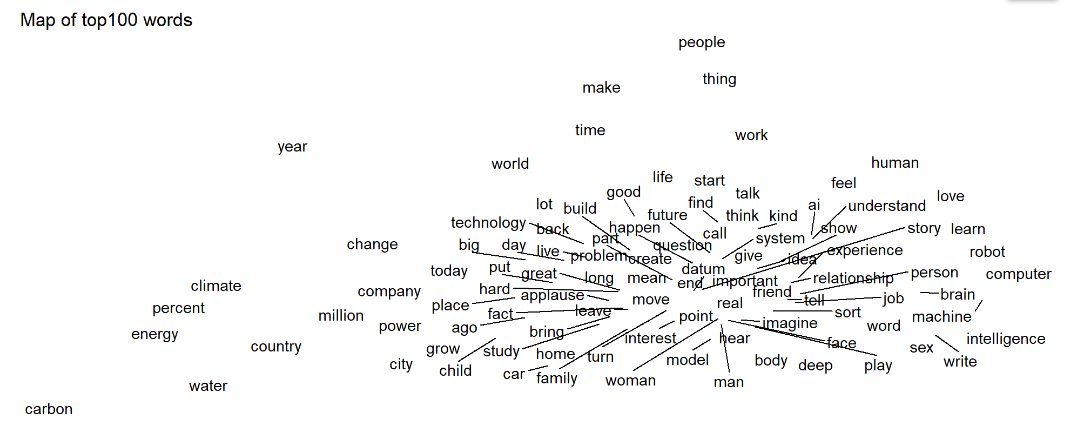 Map of top100 words
people
thing
make
time
work
year
world
human
life
start
feel
good
talk
love
lot
build
find
ai
understand
future
think
kind
technology
back
happen
call
show
story
learn
change
big
day
part
question
system
live
problem
create
give
idea
experience
robot
today
put
great
long
mean
datum
end
important
relationship
person
computer
climate
company
hard
applause
move
real
friend
tell
job
brain
percent
million
place
fact
leave
point
sort
machine
energy
power
ago
bring
interest
hear
imagine
word
intelligence
country
grow
study
home
turn
model
face
sex
city
child
body
deep
play
write
water
car
family
woman
man
carbon